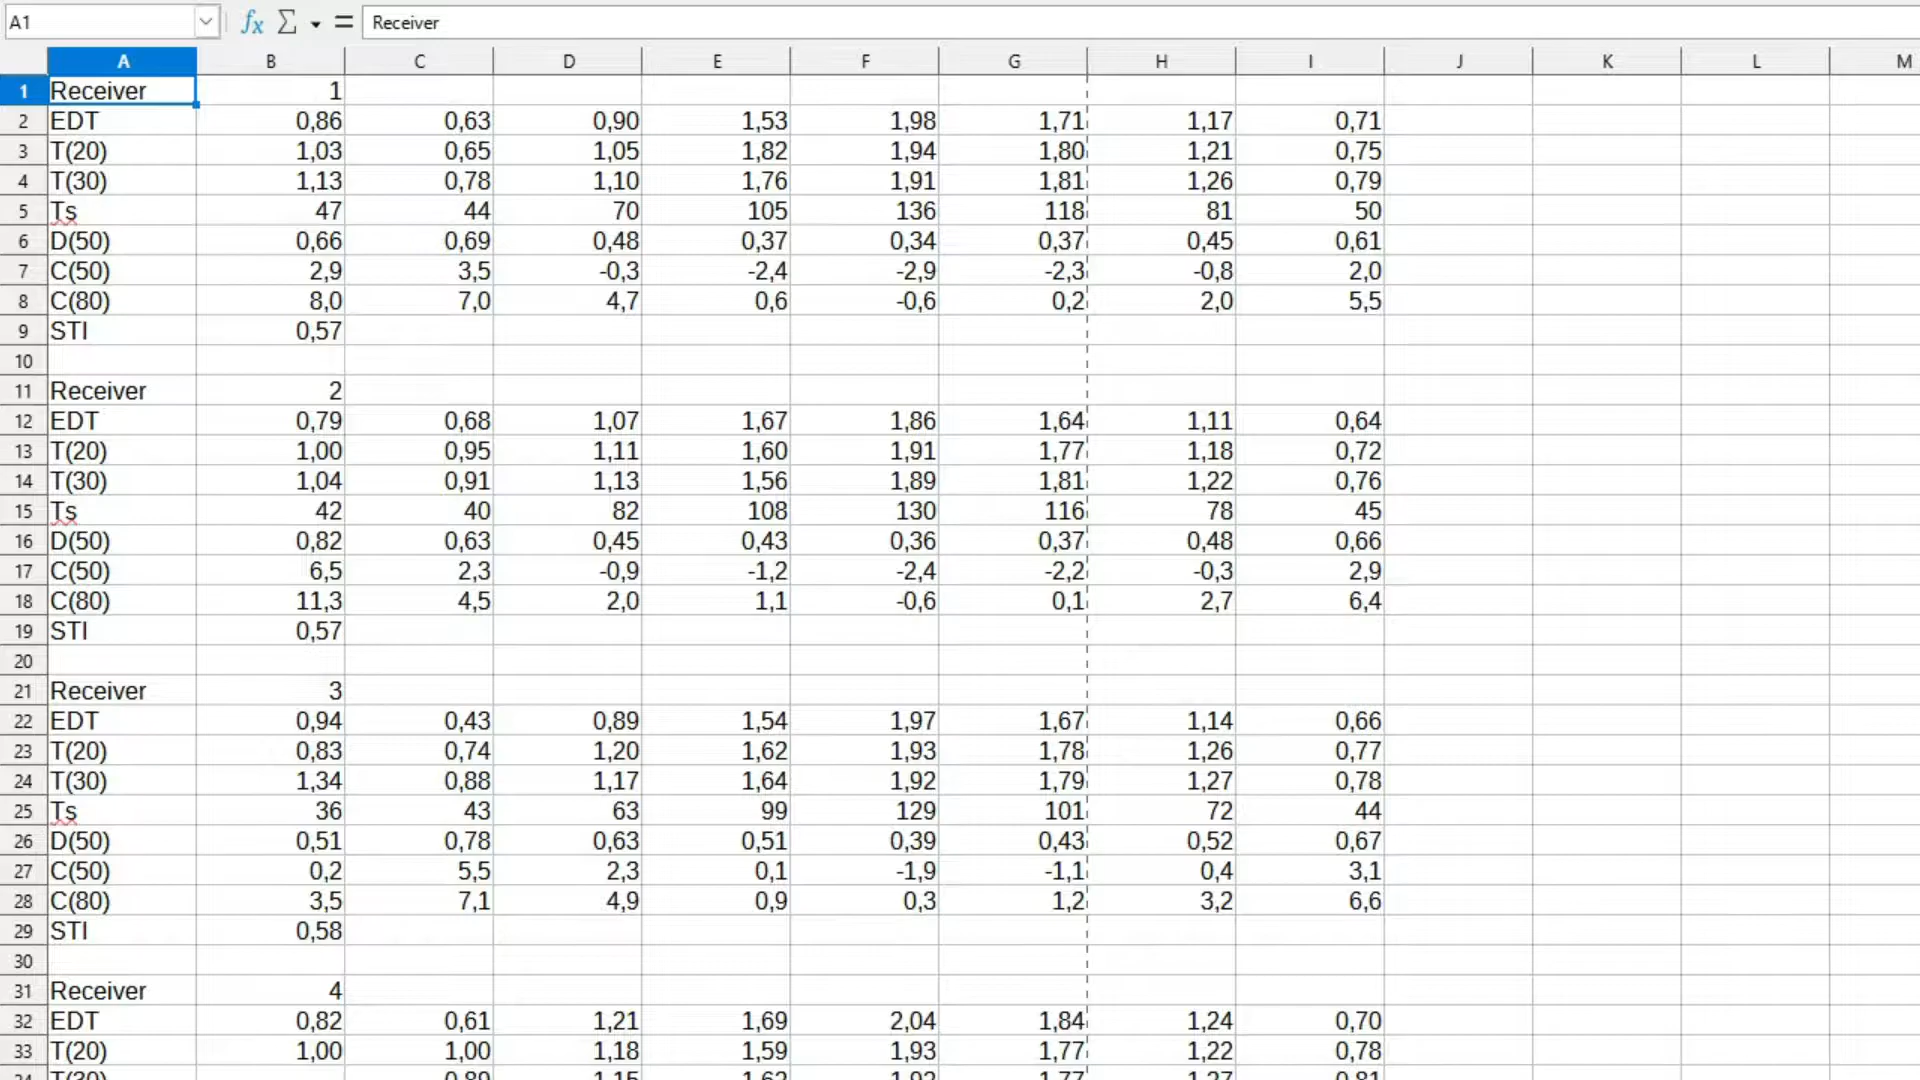 A1 fx Σ = Receiver
A B C D E F G H I J K L M
1 Receiver 1
2 EDT 0,86 0,63 0,90 1,53 1,98 1,71 1,17 0,71
3 T(20) 1,03 0,65 1,05 1,82 1,94 1,80 1,21 0,75
4 T(30) 1,13 0,78 1,10 1,76 1,91 1,81 1,26 0,79
5 Ts 47 44 70 105 136 118 81 50
6 D(50) 0,66 0,69 0,48 0,37 0,34 0,37 0,45 0,61
7 C(50) 2,9 3,5 -0,3 -2,4 -2,9 -2,3 -0,8 2,0
8 C(80) 8,0 7,0 4,7 0,6 -0,6 0,2 2,0 5,5
9 STI 0,57
10
11 Receiver 2
12 EDT 0,79 0,68 1,07 1,67 1,86 1,64 1,11 0,64
13 T(20) 1,00 0,95 1,11 1,60 1,91 1,77 1,18 0,72
14 T(30) 1,04 0,91 1,13 1,56 1,89 1,81 1,22 0,76
15 Ts 42 40 82 108 130 116 78 45
16 D(50) 0,82 0,63 0,45 0,43 0,36 0,37 0,48 0,66
17 C(50) 6,5 2,3 -0,9 -1,2 -2,4 -2,2 -0,3 2,9
18 C(80) 11,3 4,5 2,0 1,1 -0,6 0,1 2,7 6,4
19 STI 0,57
20
21 Receiver 3
22 EDT 0,94 0,43 0,89 1,54 1,97 1,67 1,14 0,66
23 T(20) 0,83 0,74 1,20 1,62 1,93 1,78 1,26 0,77
24 T(30) 1,34 0,88 1,17 1,64 1,92 1,79 1,27 0,78
25 Ts 36 43 63 99 129 101 72 44
26 D(50) 0,51 0,78 0,63 0,51 0,39 0,43 0,52 0,67
27 C(50) 0,2 5,5 2,3 0,1 -1,9 -1,1 0,4 3,1
28 C(80) 3,5 7,1 4,9 0,9 0,3 1,2 3,2 6,6
29 STI 0,58
30
31 Receiver 4
32 EDT 0,82 0,61 1,21 1,69 2,04 1,84 1,24 0,70
33 T(20) 1,00 1,00 1,18 1,59 1,93 1,77 1,22 0,78